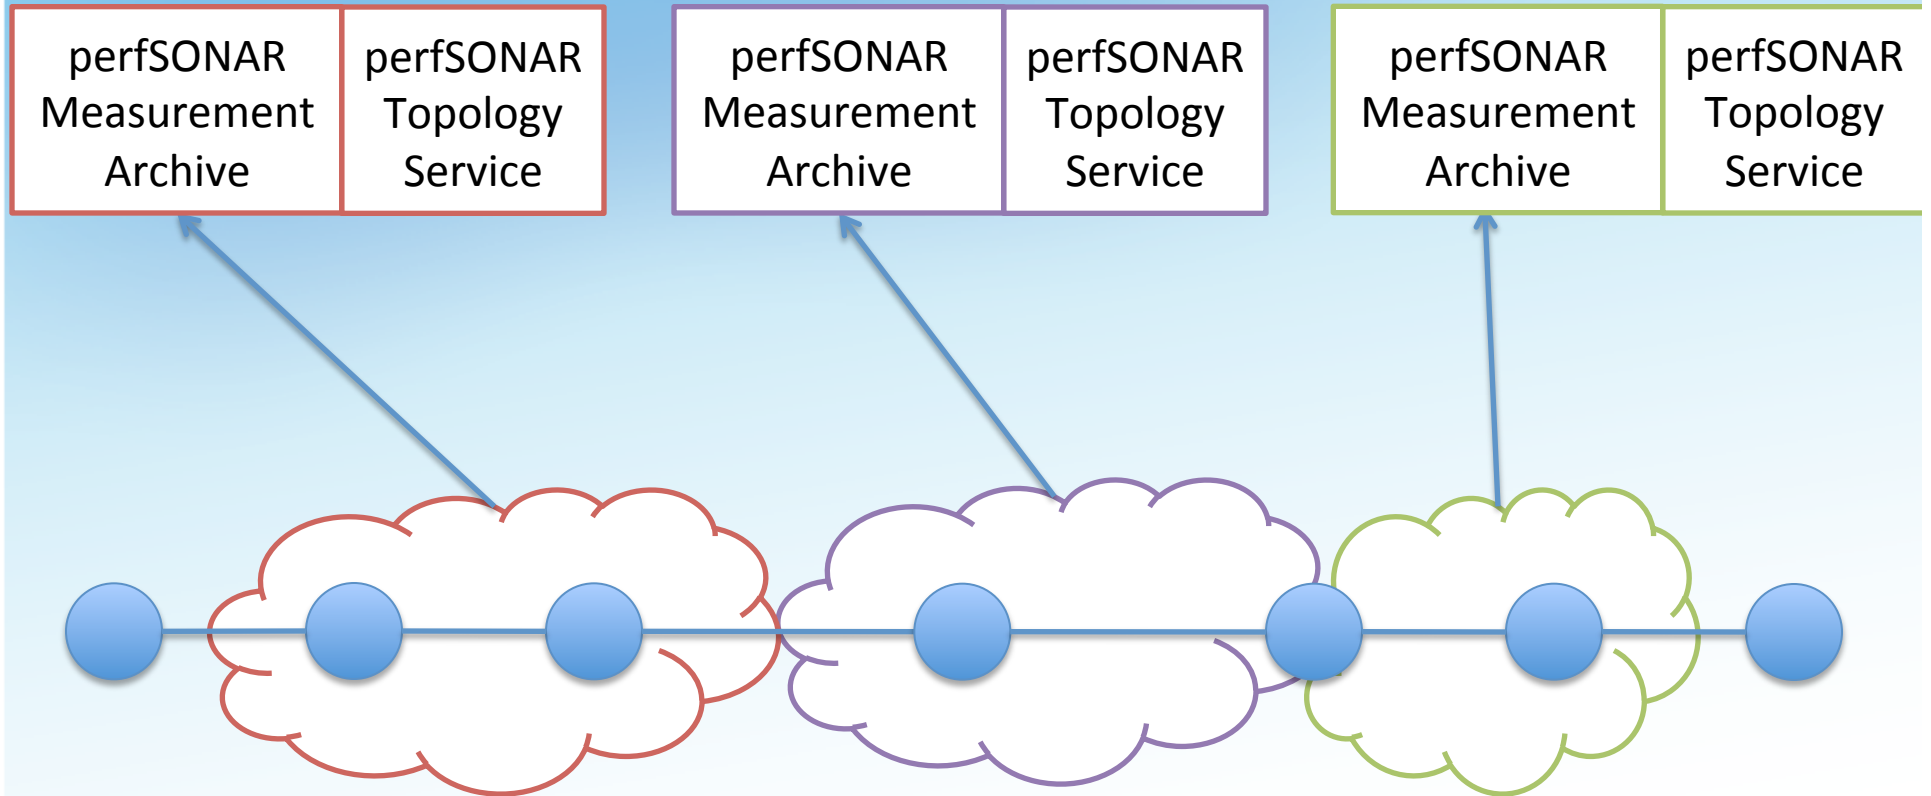 perfSONAR
Measurement
Archive
perfSONAR
Topology
Service
perfSONAR
Measurement
Archive
perfSONAR
Topology
Service
perfSONAR
Measurement
Archive
perfSONAR
Topology
Service